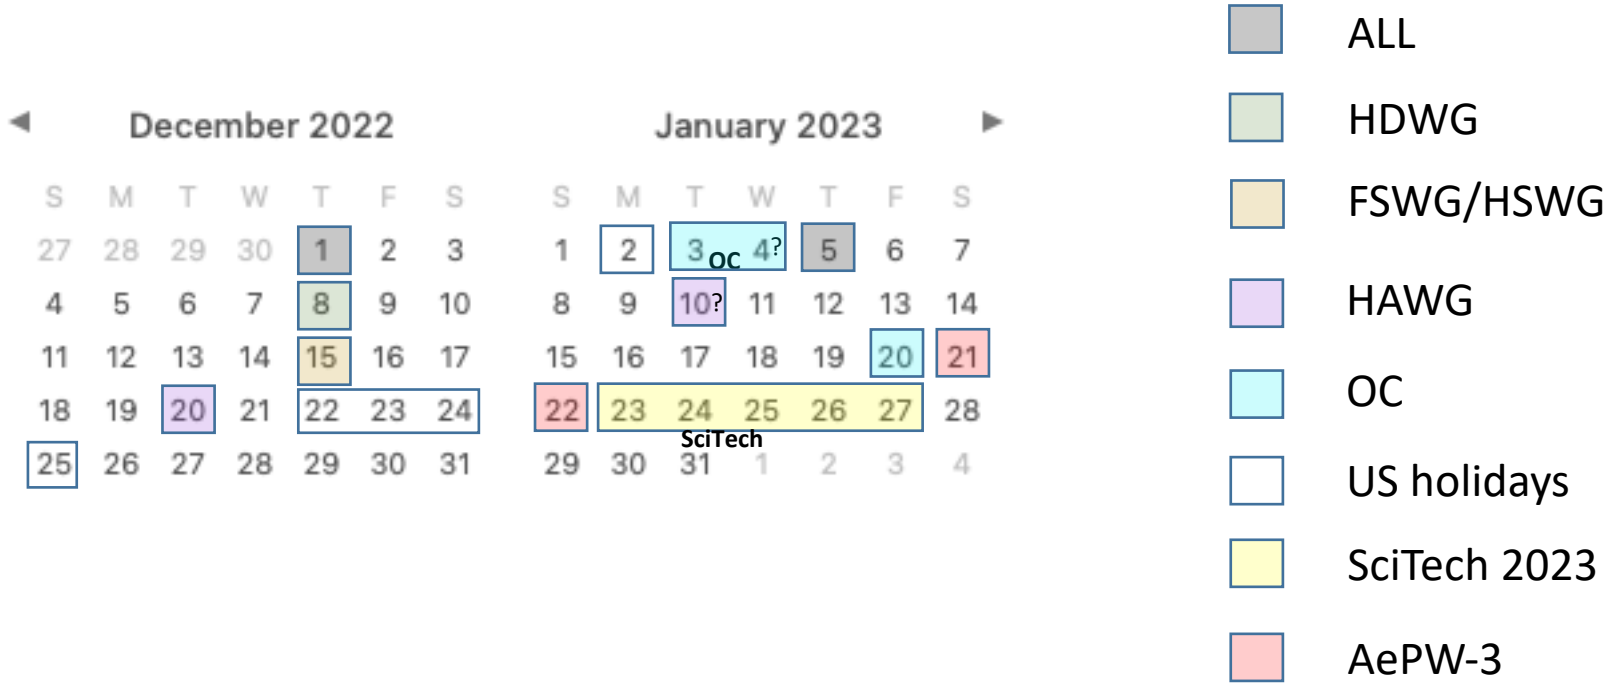 ◀ December 2022 January 2023 ▶
S M T W T F S S M T W T F S
27 28 29 30 1 2 3 1 2 3 OC 4? 5 6 7
4 5 6 7 8 9 10 8 9 10? 11 12 13 14
11 12 13 14 15 16 17 15 16 17 18 19 20 21
18 19 20 21 22 23 24 22 23 24 25 26 27 28
SciTech
25 26 27 28 29 30 31 29 30 31 1 2 3 4
ALL
HDWG
FSWG/HSWG
HAWG
OC
US holidays
SciTech 2023
AePW-3